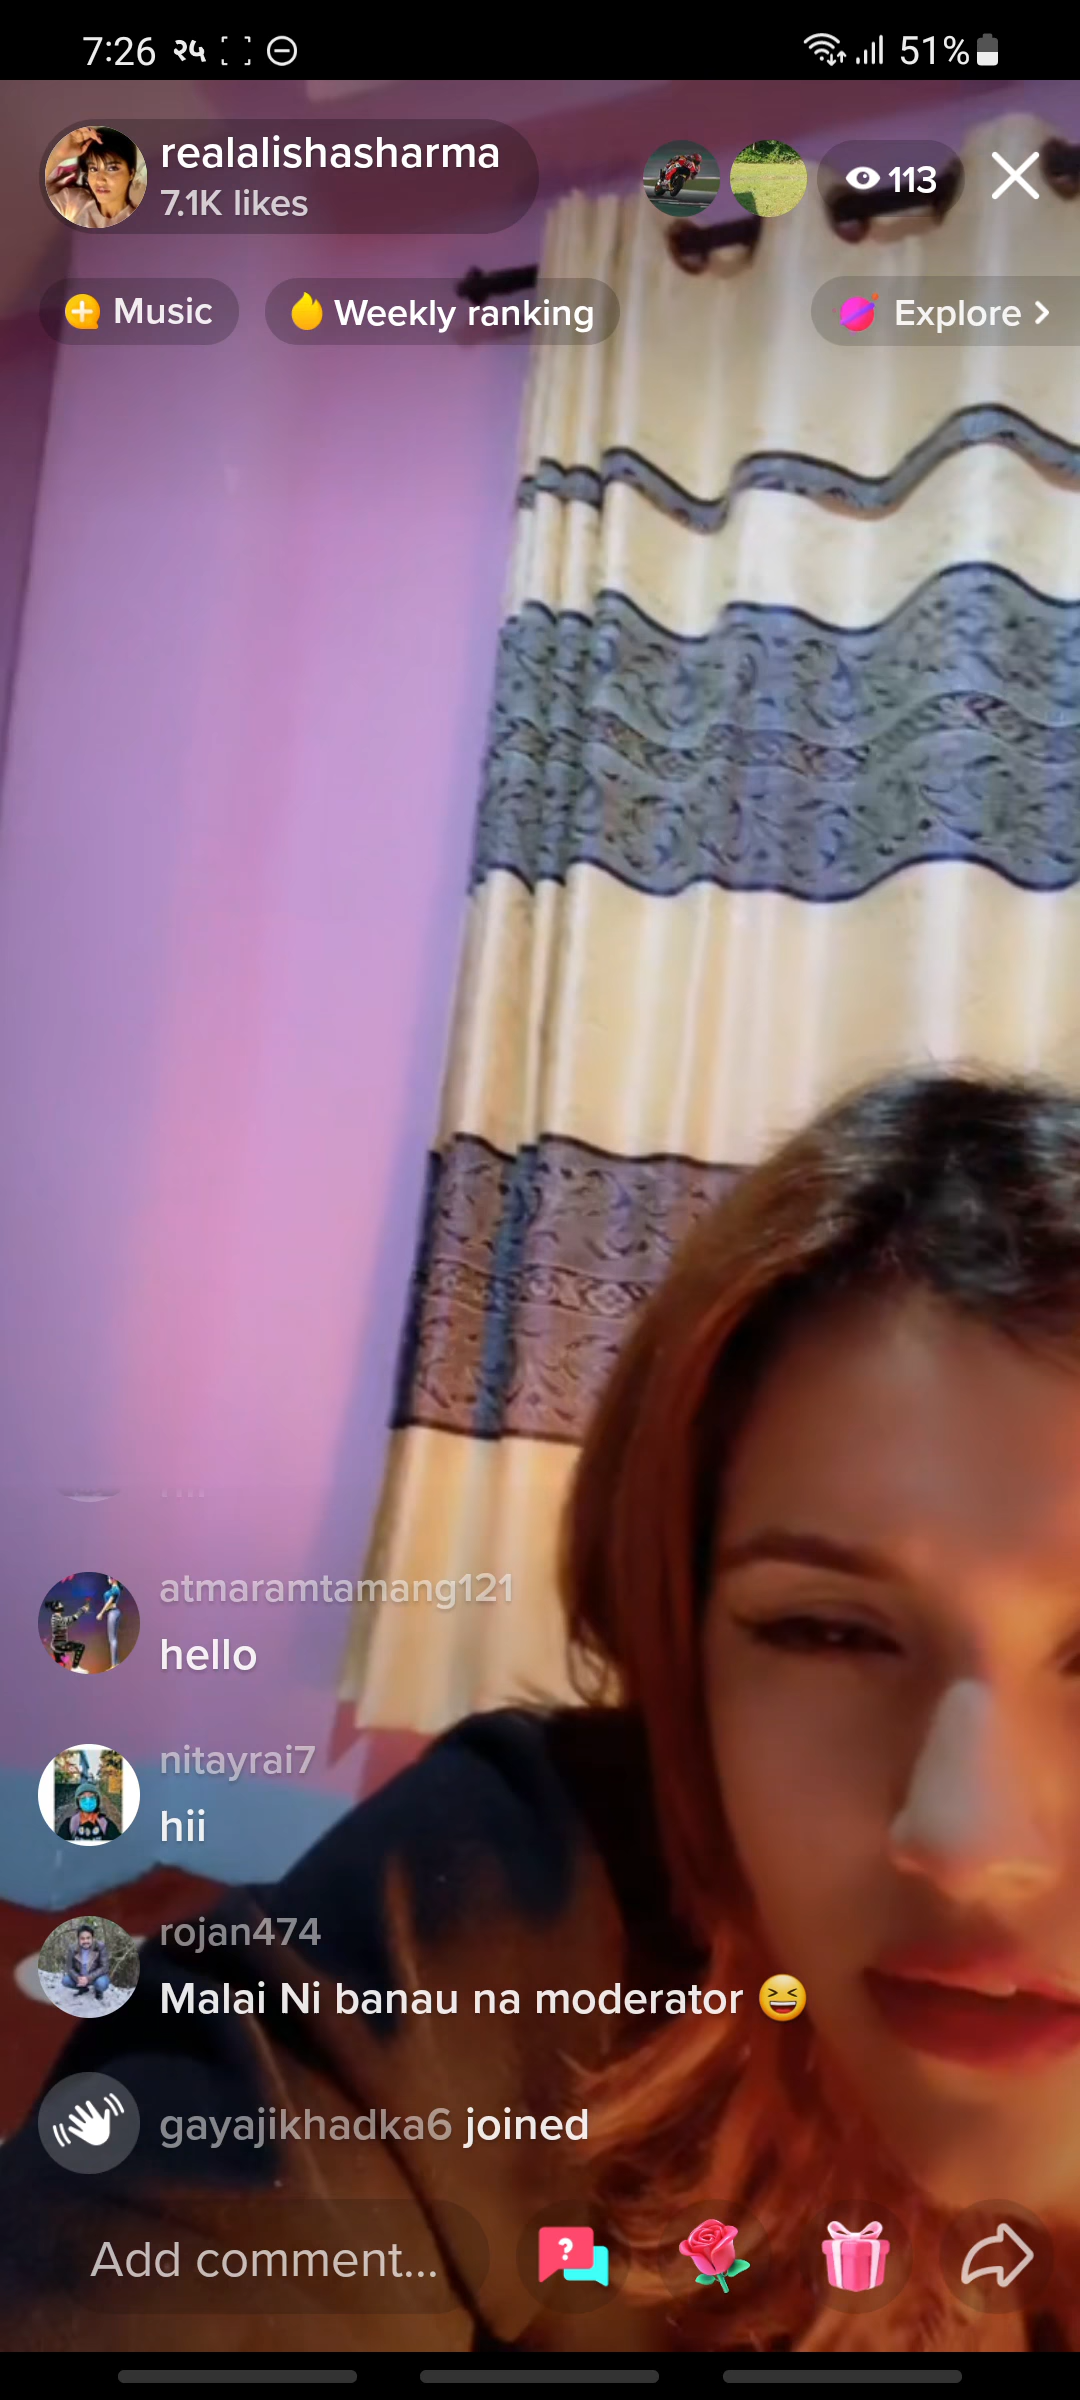 7:26 २५ 51%
realalishasharma
7.1K likes
113
Music
Weekly ranking
Explore
atmaramtamang121
hello
nitayrai7
hii
rojan474
Malai Ni banau na moderator 😆
gayajikhadka6 joined
Add comment...